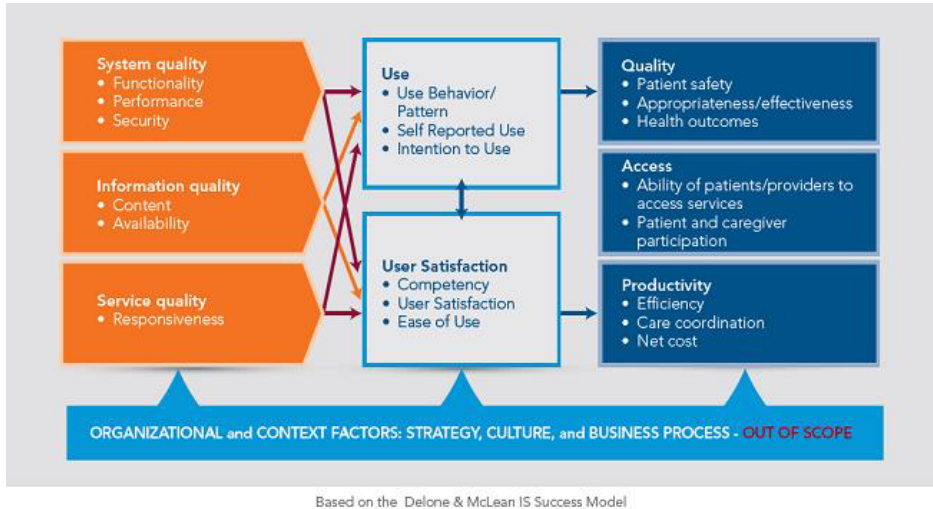 System quality
• Functionality
• Performance
• Security
Information quality
• Content
• Availability
Service quality
• Responsiveness
Use
• Use Behavior/
Pattern
• Self Reported Use
• Intention to Use
User Satisfaction
• Competency
• User Satisfaction
• Ease of Use
Quality
• Patient safety
• Appropriateness/effectiveness
• Health outcomes
Access
• Ability of patients/providers to
access services
• Patient and caregiver
participation
Productivity
• Efficiency
• Care coordination
• Net cost
ORGANIZATIONAL and CONTEXT FACTORS: STRATEGY, CULTURE, and BUSINESS PROCESS - OUT OF SCOPE
Based on the Delone & McLean IS Success Model